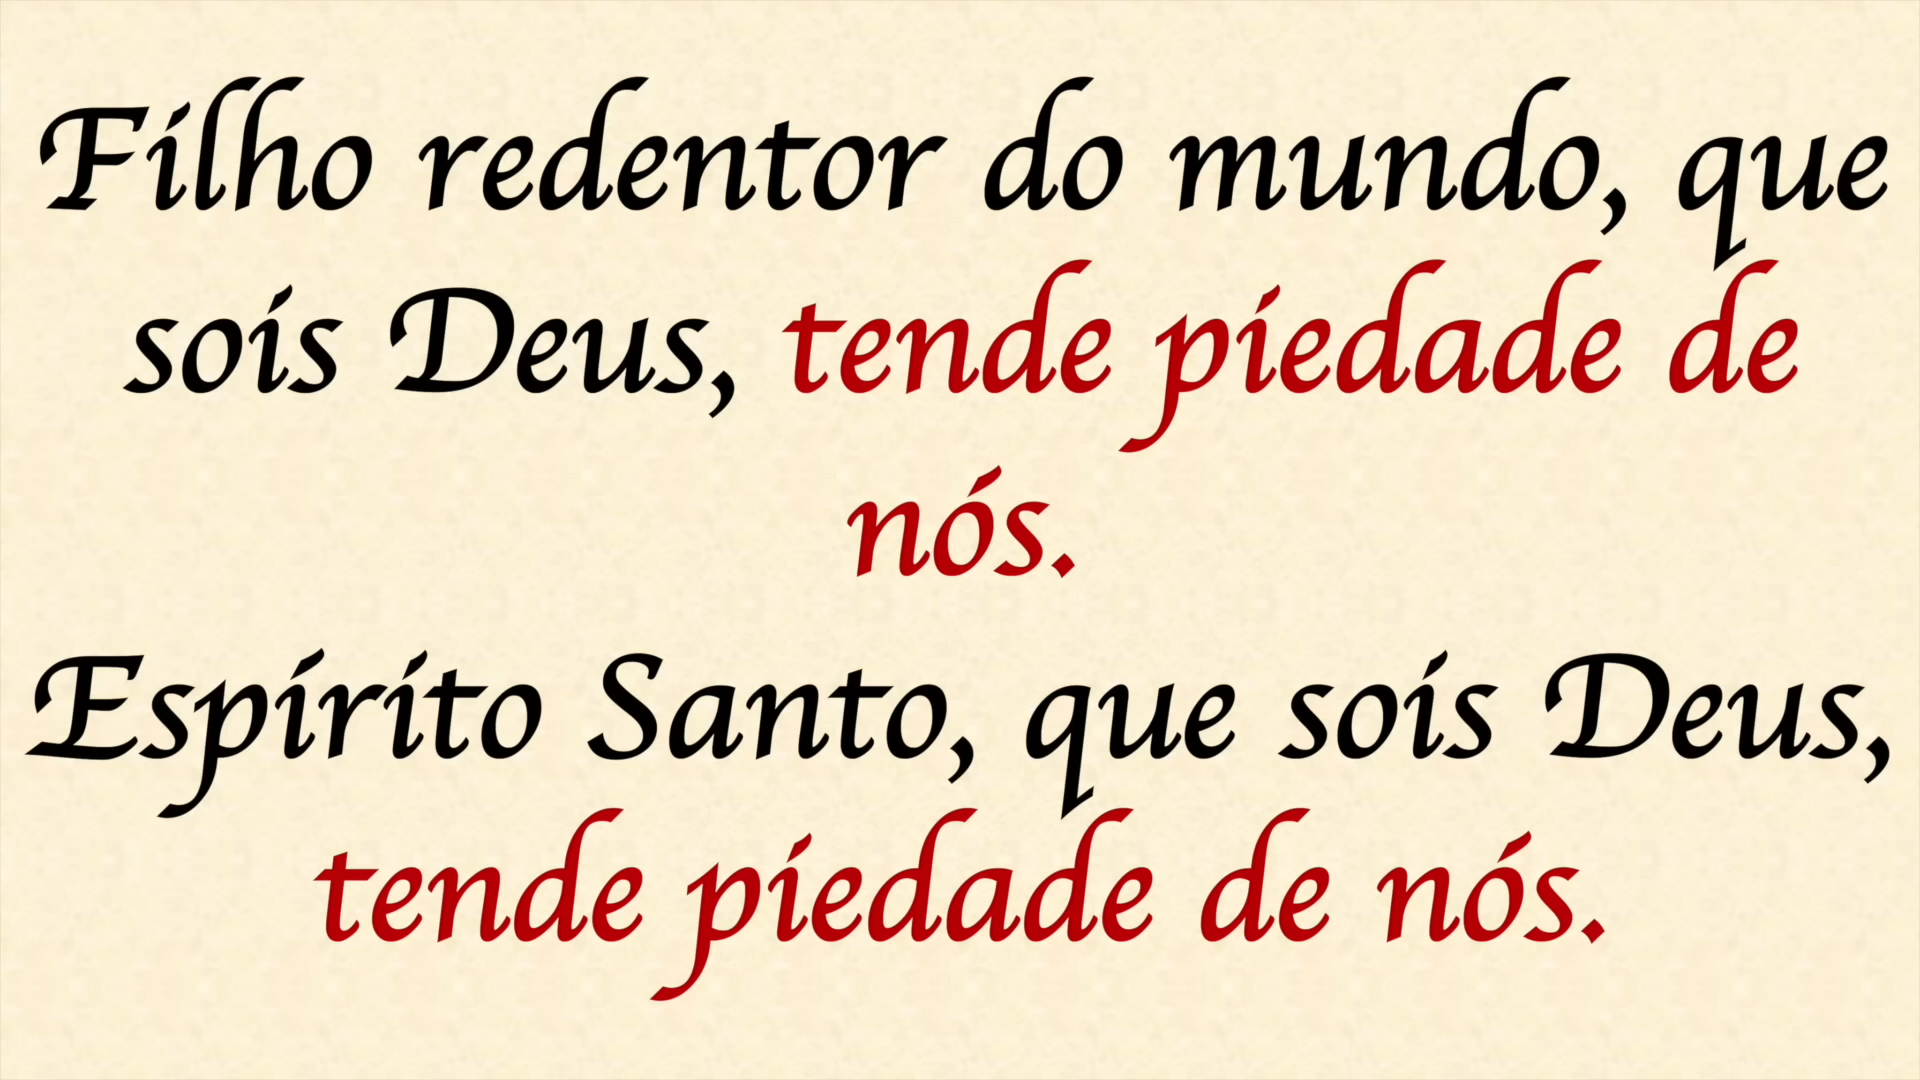 Filho redentor do mundo, que
sois Deus, tende piedade de
nós.
Espírito Santo, que sois Deus,
tende piedade de nós.